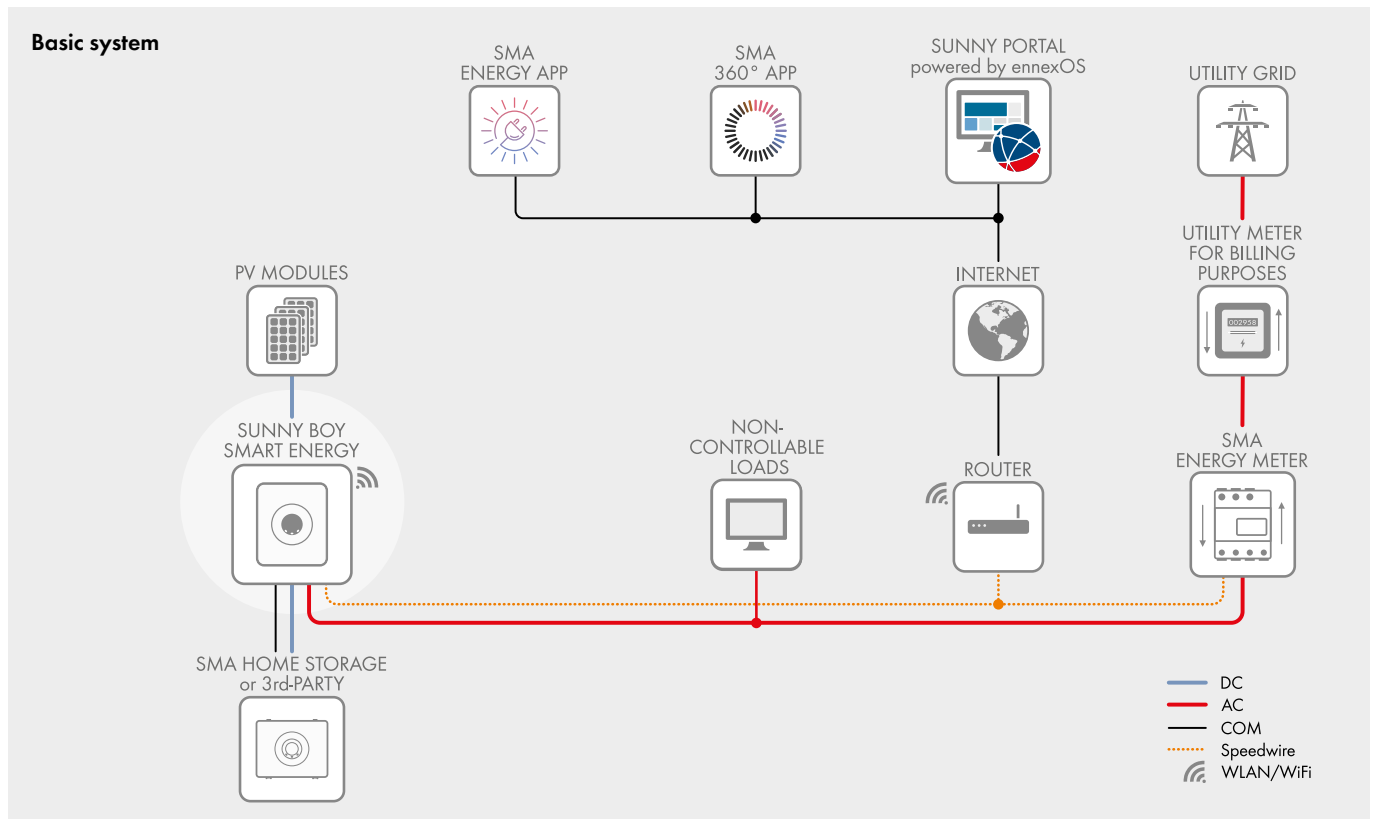 Basic system
SMA
ENERGY APP
SMA
360° APP
SUNNY PORTAL
powered by ennexOS
UTILITY GRID
UTILITY METER
FOR BILLING
PURPOSES
002958
PV MODULES
INTERNET
SUNNY BOY
SMART ENERGY
NON-
CONTROLLABLE
LOADS
ROUTER
SMA
ENERGY METER
SMA HOME STORAGE
or 3rd-PARTY
DC
AC
COM
Speedwire
WLAN/WiFi